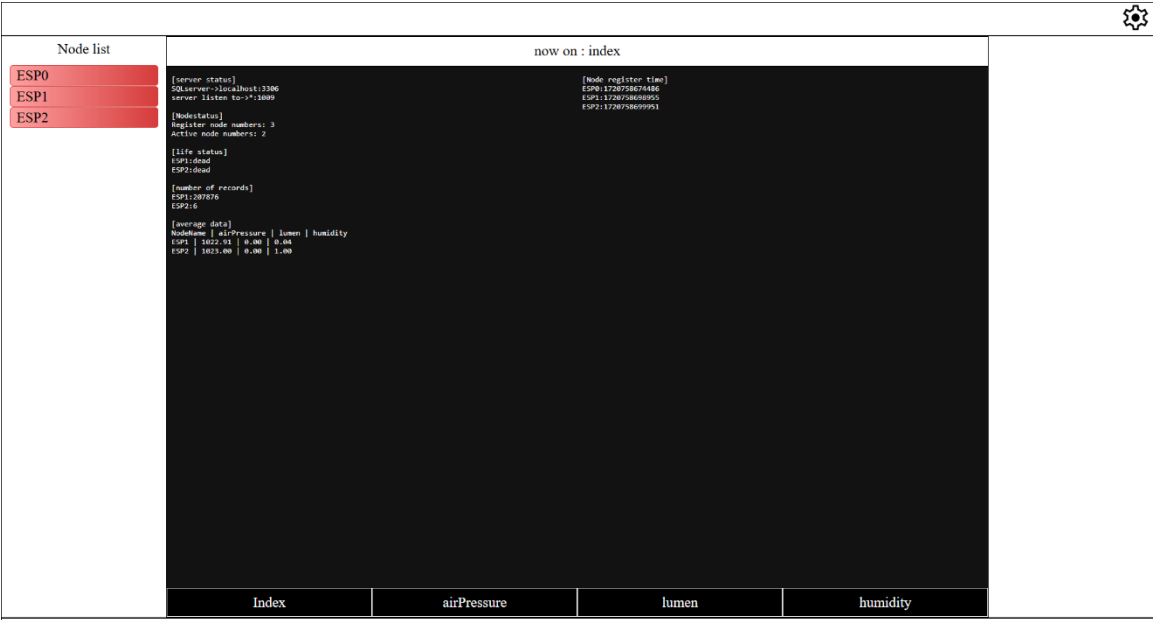 Node list
ESP0
ESP1
ESP2
now on : index
[server status]
SQLserver->localhost:3306
server listen to->*:1009
[Nodestatus]
Register node numbers: 3
Active node numbers: 2
[life status]
ESP1:dead
ESP2:dead
[number of records]
ESP1:207876
ESP2:6
[average data]
NodeName | airPressure | lumen | humidity
ESP1 | 1022.91 | 0.00 | 0.04
ESP2 | 1023.00 | 0.00 | 1.00
[Node register time]
ESP0:1720758674486
ESP1:1720758698955
ESP2:1720758699951
Index
airPressure
lumen
humidity